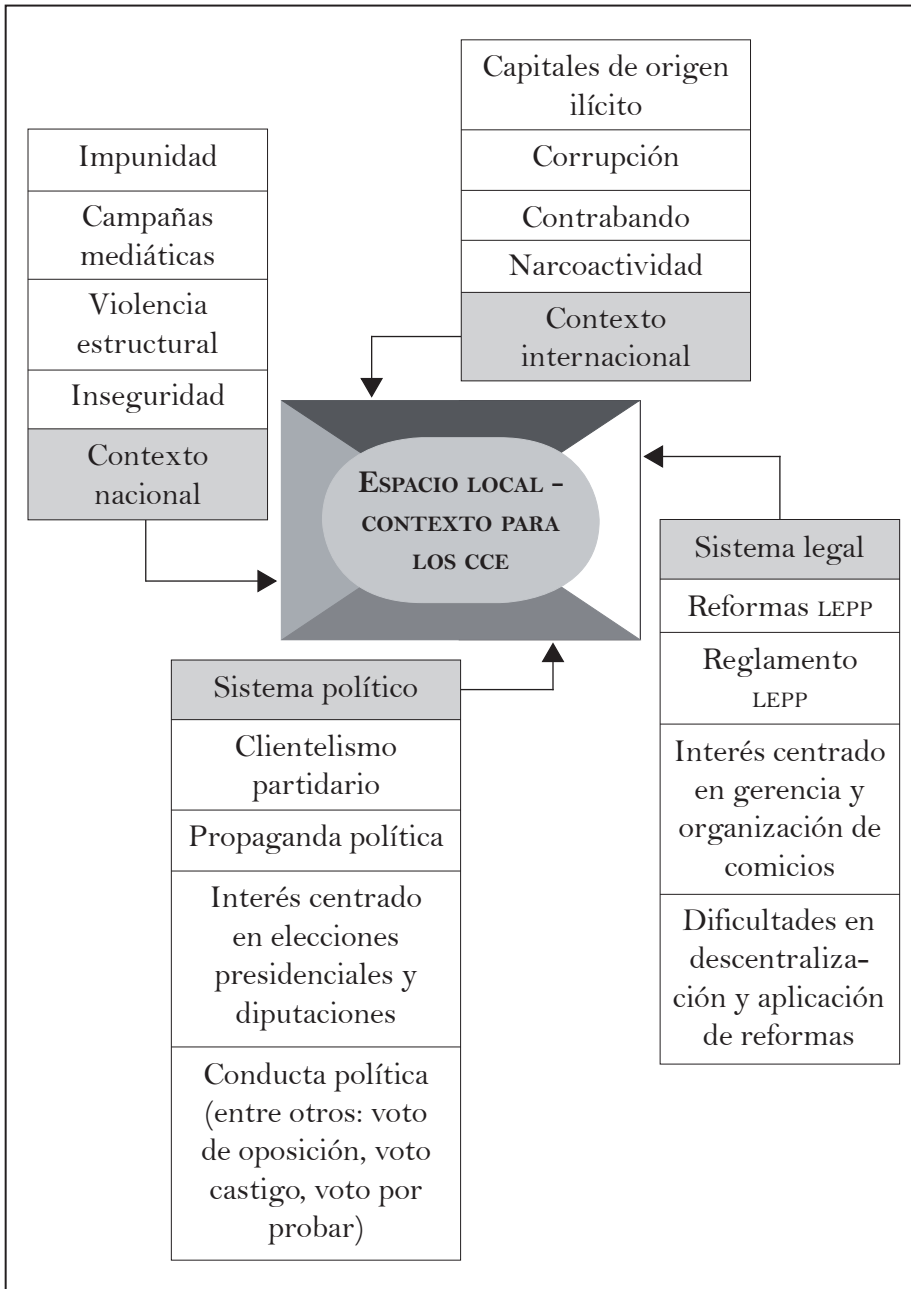 Capitales de origen
ilícito
Corrupción
Contrabando
Narcoactividad
Contexto
internacional
Impunidad
Campañas
mediáticas
Violencia
estructural
Inseguridad
Contexto
nacional
ESPACIO LOCAL –
CONTEXTO PARA
LOS CCE
Sistema legal
Reformas LEPP
Reglamento
LEPP
Interés centrado
en gerencia y
organización de
comicios
Dificultades en
descentraliza-
ción y aplicación
de reformas
Sistema político
Clientelismo
partidario
Propaganda política
Interés centrado
en elecciones
presidenciales y
diputaciones
Conducta política
(entre otros: voto
de oposición, voto
castigo, voto por
probar)